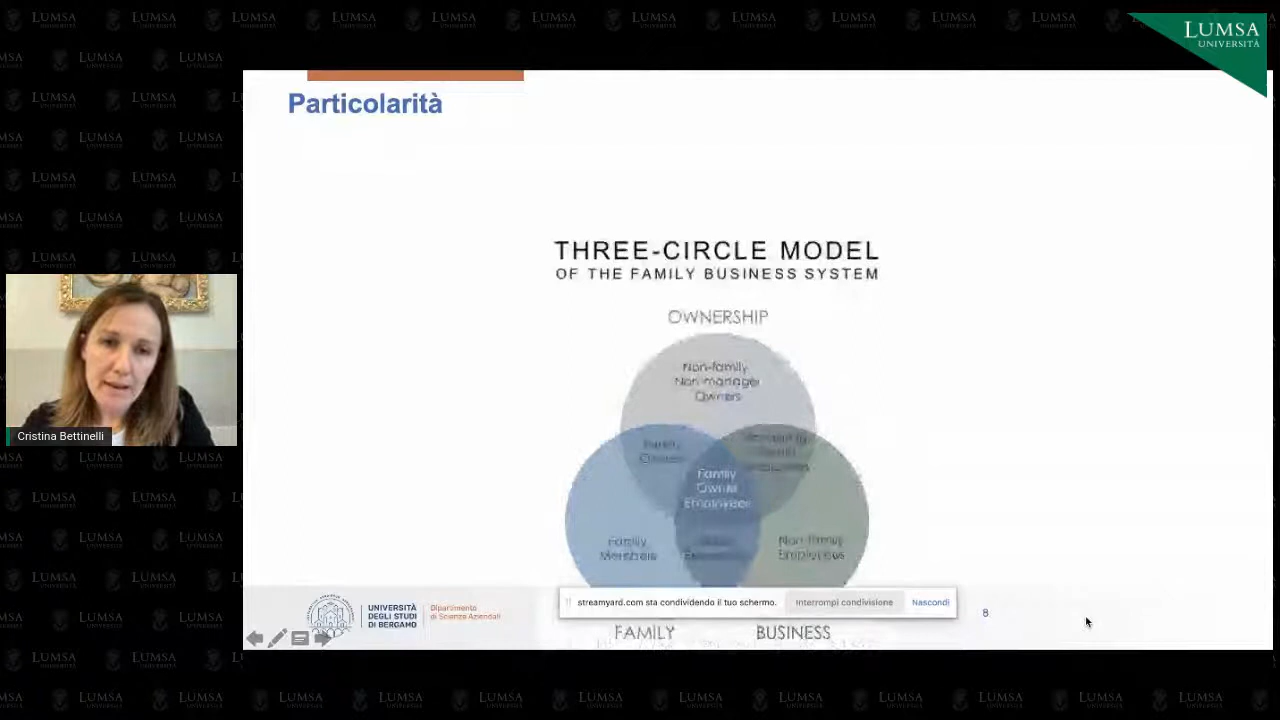 LUMSA
UNIVERSITÀ
Particolarità
THREE-CIRCLE MODEL
OF THE FAMILY BUSINESS SYSTEM
OWNERSHIP
Non-family
Non manager
Owners
Family
Owner
Employees
Family
Members
Non-family
Employees
Cristina Bettinelli
UNIVERSITÀ
DEGLI STUDI
DI BERGAMO
Dipartimento
di Scienze Aziendali
streamyard.com sta condividendo il tuo schermo.
Interrompi condivisione
Nascondi
8
FAMILY
BUSINESS